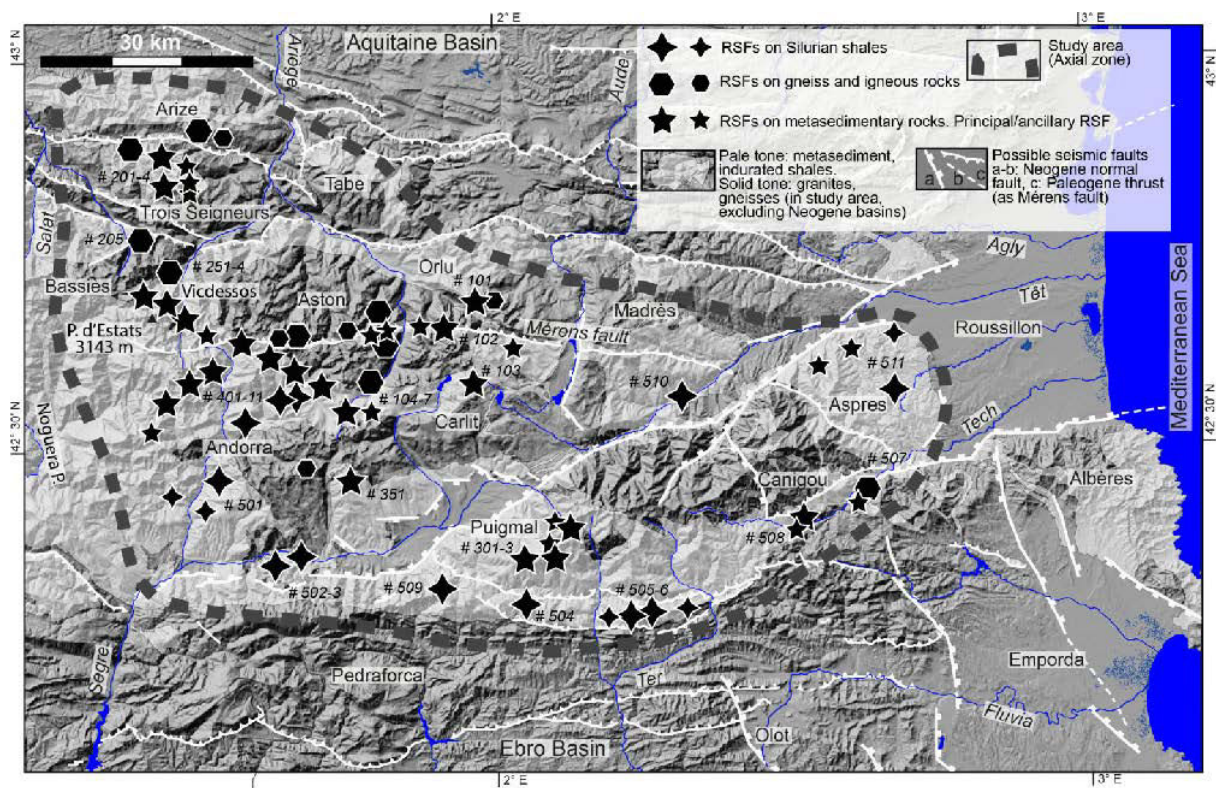 2° E
3° E
43° N
43° N
30 km
Aquitaine Basin
Ariége
Aude
RSFs on Silurian shales
RSFs on gneiss and igneous rocks
RSFs on metasedimentary rocks. Principal/ancillary RSF
Study area
(Axial zone)
Pale tone: metasediment,
indurated shales.
Solid tone: granites,
gneisses (in study area,
excluding Neogene basins)
a
b
c
Possible seismic faults
a-b: Neogene normal
fault, c: Paleogene thrust
(as Mérens fault)
Arize
# 201-4
Tabe
Trois Seigneurs
Salat
# 205
# 251-4
Orlu
# 101
Agly
Bassiès
Vicdessos
Aston
Madrès
Têt
P. d'Estats
3143 m
Mérens fault
# 102
Roussillon
Mediterranean Sea
# 103
# 511
# 510
# 401-11
# 104-7
Aspres
Carlit
Tech
42° 30 N
42° 30 N
Noguera P.
Andorra
# 507
Canigou
Albères
# 501
# 351
Puigmal
# 508
# 301-3
# 502-3
# 509
# 504
# 505-6
Segre
Pedraforca
Ter
Emporda
Fluvia
Olot
Ebro Basin
2° E
3° E